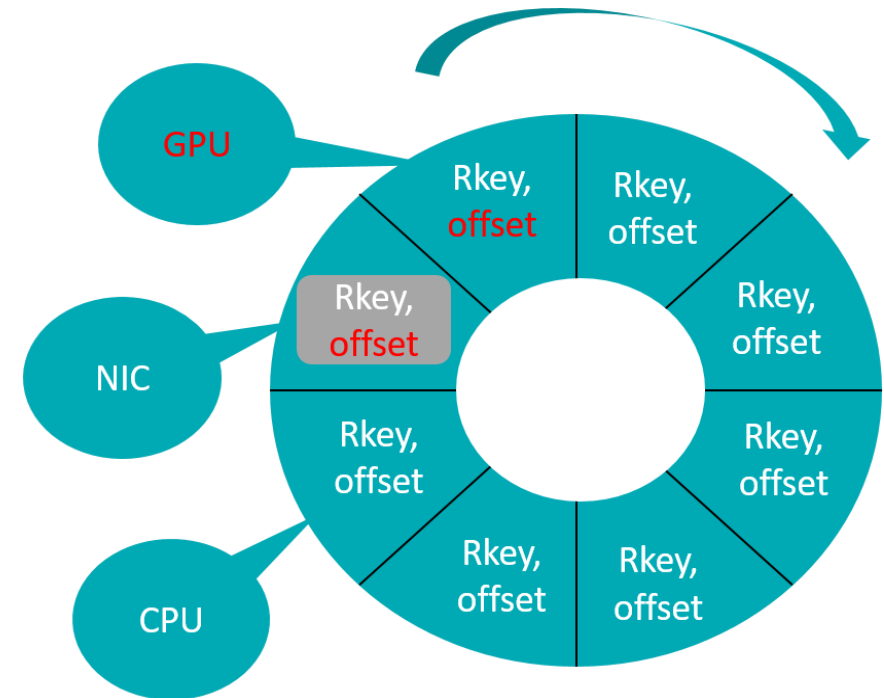 GPU
Rkey,
offset
Rkey,
offset
Rkey,
offset
Rkey,
offset
NIC
Rkey,
offset
Rkey,
offset
Rkey,
offset
Rkey,
offset
CPU